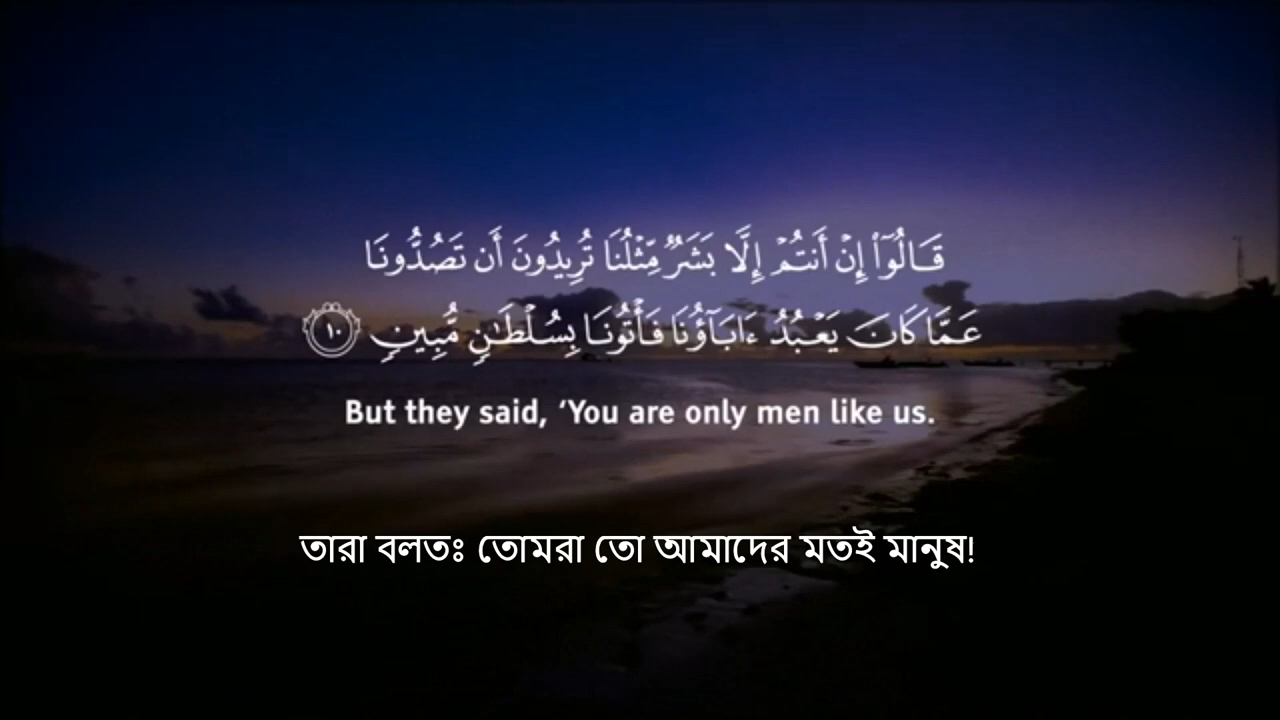 قَالُوٓا۟ إِنْ أَنتُمْ إِلَّا بَشَرٌ مِّثْلُنَا تُرِيدُونَ أَن تَصُدُّونَا
عَمَّا كَانَ يَعْبُدُ ءَابَآؤُنَا فَأْتُونَا بِسُلْطَـٰنٍ مُّبِينٍ ١٠
But they said, ‘You are only men like us.
তারা বলতঃ তোমরা তো আমাদের মতই মানুষ!